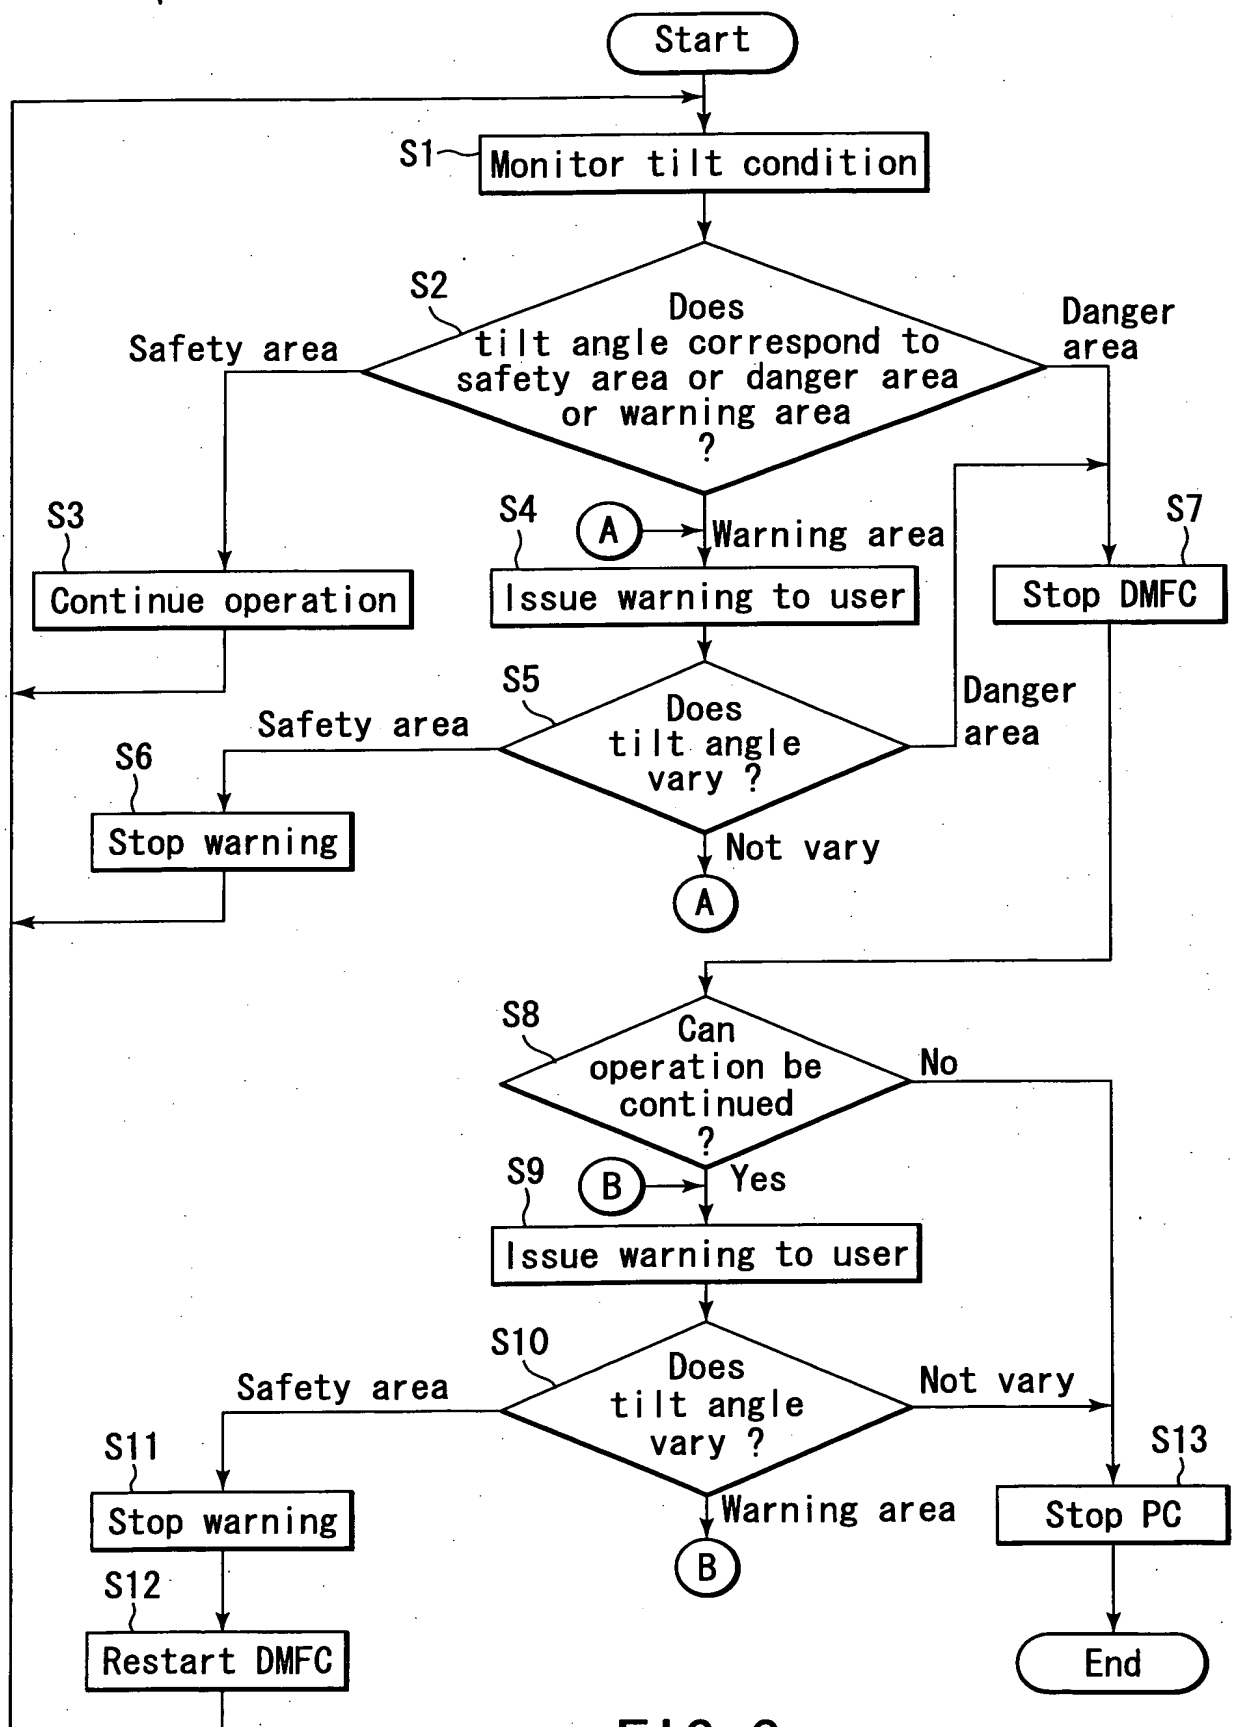 Start
S1
Monitor tilt condition
S2
Does
tilt angle correspond to
safety area or danger area
or warning area
?
Safety area
Danger
area
S3
Continue operation
S4
A
Warning area
Issue warning to user
S7
Stop DMFC
S5
Does
tilt angle
vary ?
Safety area
Danger
area
S6
Stop warning
Not vary
A
S8
Can
operation be
continued
?
No
Yes
B
S9
Issue warning to user
S10
Does
tilt angle
vary ?
Safety area
Not vary
S11
Stop warning
Warning area
B
S13
Stop PC
S12
Restart DMFC
End